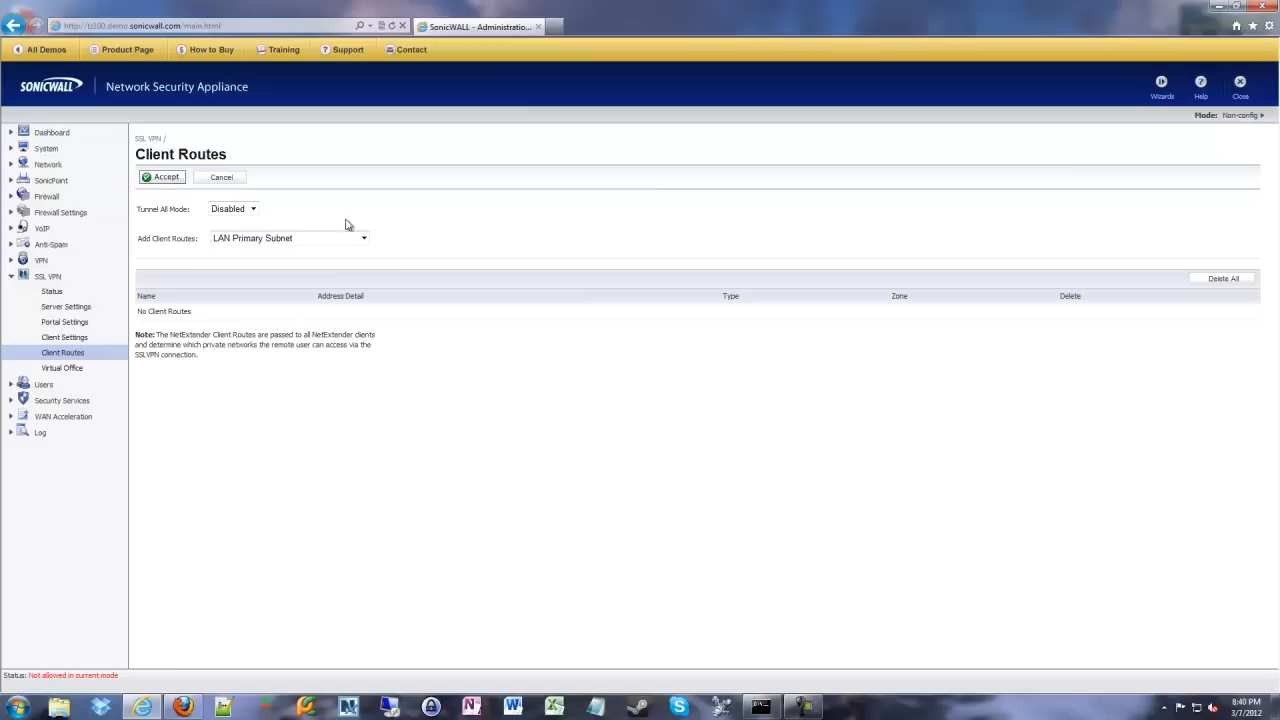 http://tz100.demo.sonicwall.com/main.html
SonicWALL - Administratio...
All Demos
Product Page
How to Buy
Training
Support
Contact
SONICWALL
Network Security Appliance
Wizards
Help
Close
Mode: Non-config
Dashboard
System
Network
SonicPoint
Firewall
Firewall Settings
VoIP
Anti-Spam
VPN
SSL VPN
Status
Server Settings
Portal Settings
Client Settings
Client Routes
Virtual Office
Users
Security Services
WAN Acceleration
Log
SSL VPN /
Client Routes
Accept
Cancel
Tunnel All Mode: Disabled
Add Client Routes: LAN Primary Subnet
Delete All
Name Address Detail Type Zone Delete
No Client Routes
Note: The NetExtender Client Routes are passed to all NetExtender clients
and determine which private networks the remote user can access via the
SSLVPN connection.
Status: Not allowed in current mode
8:40 PM
3/7/2012